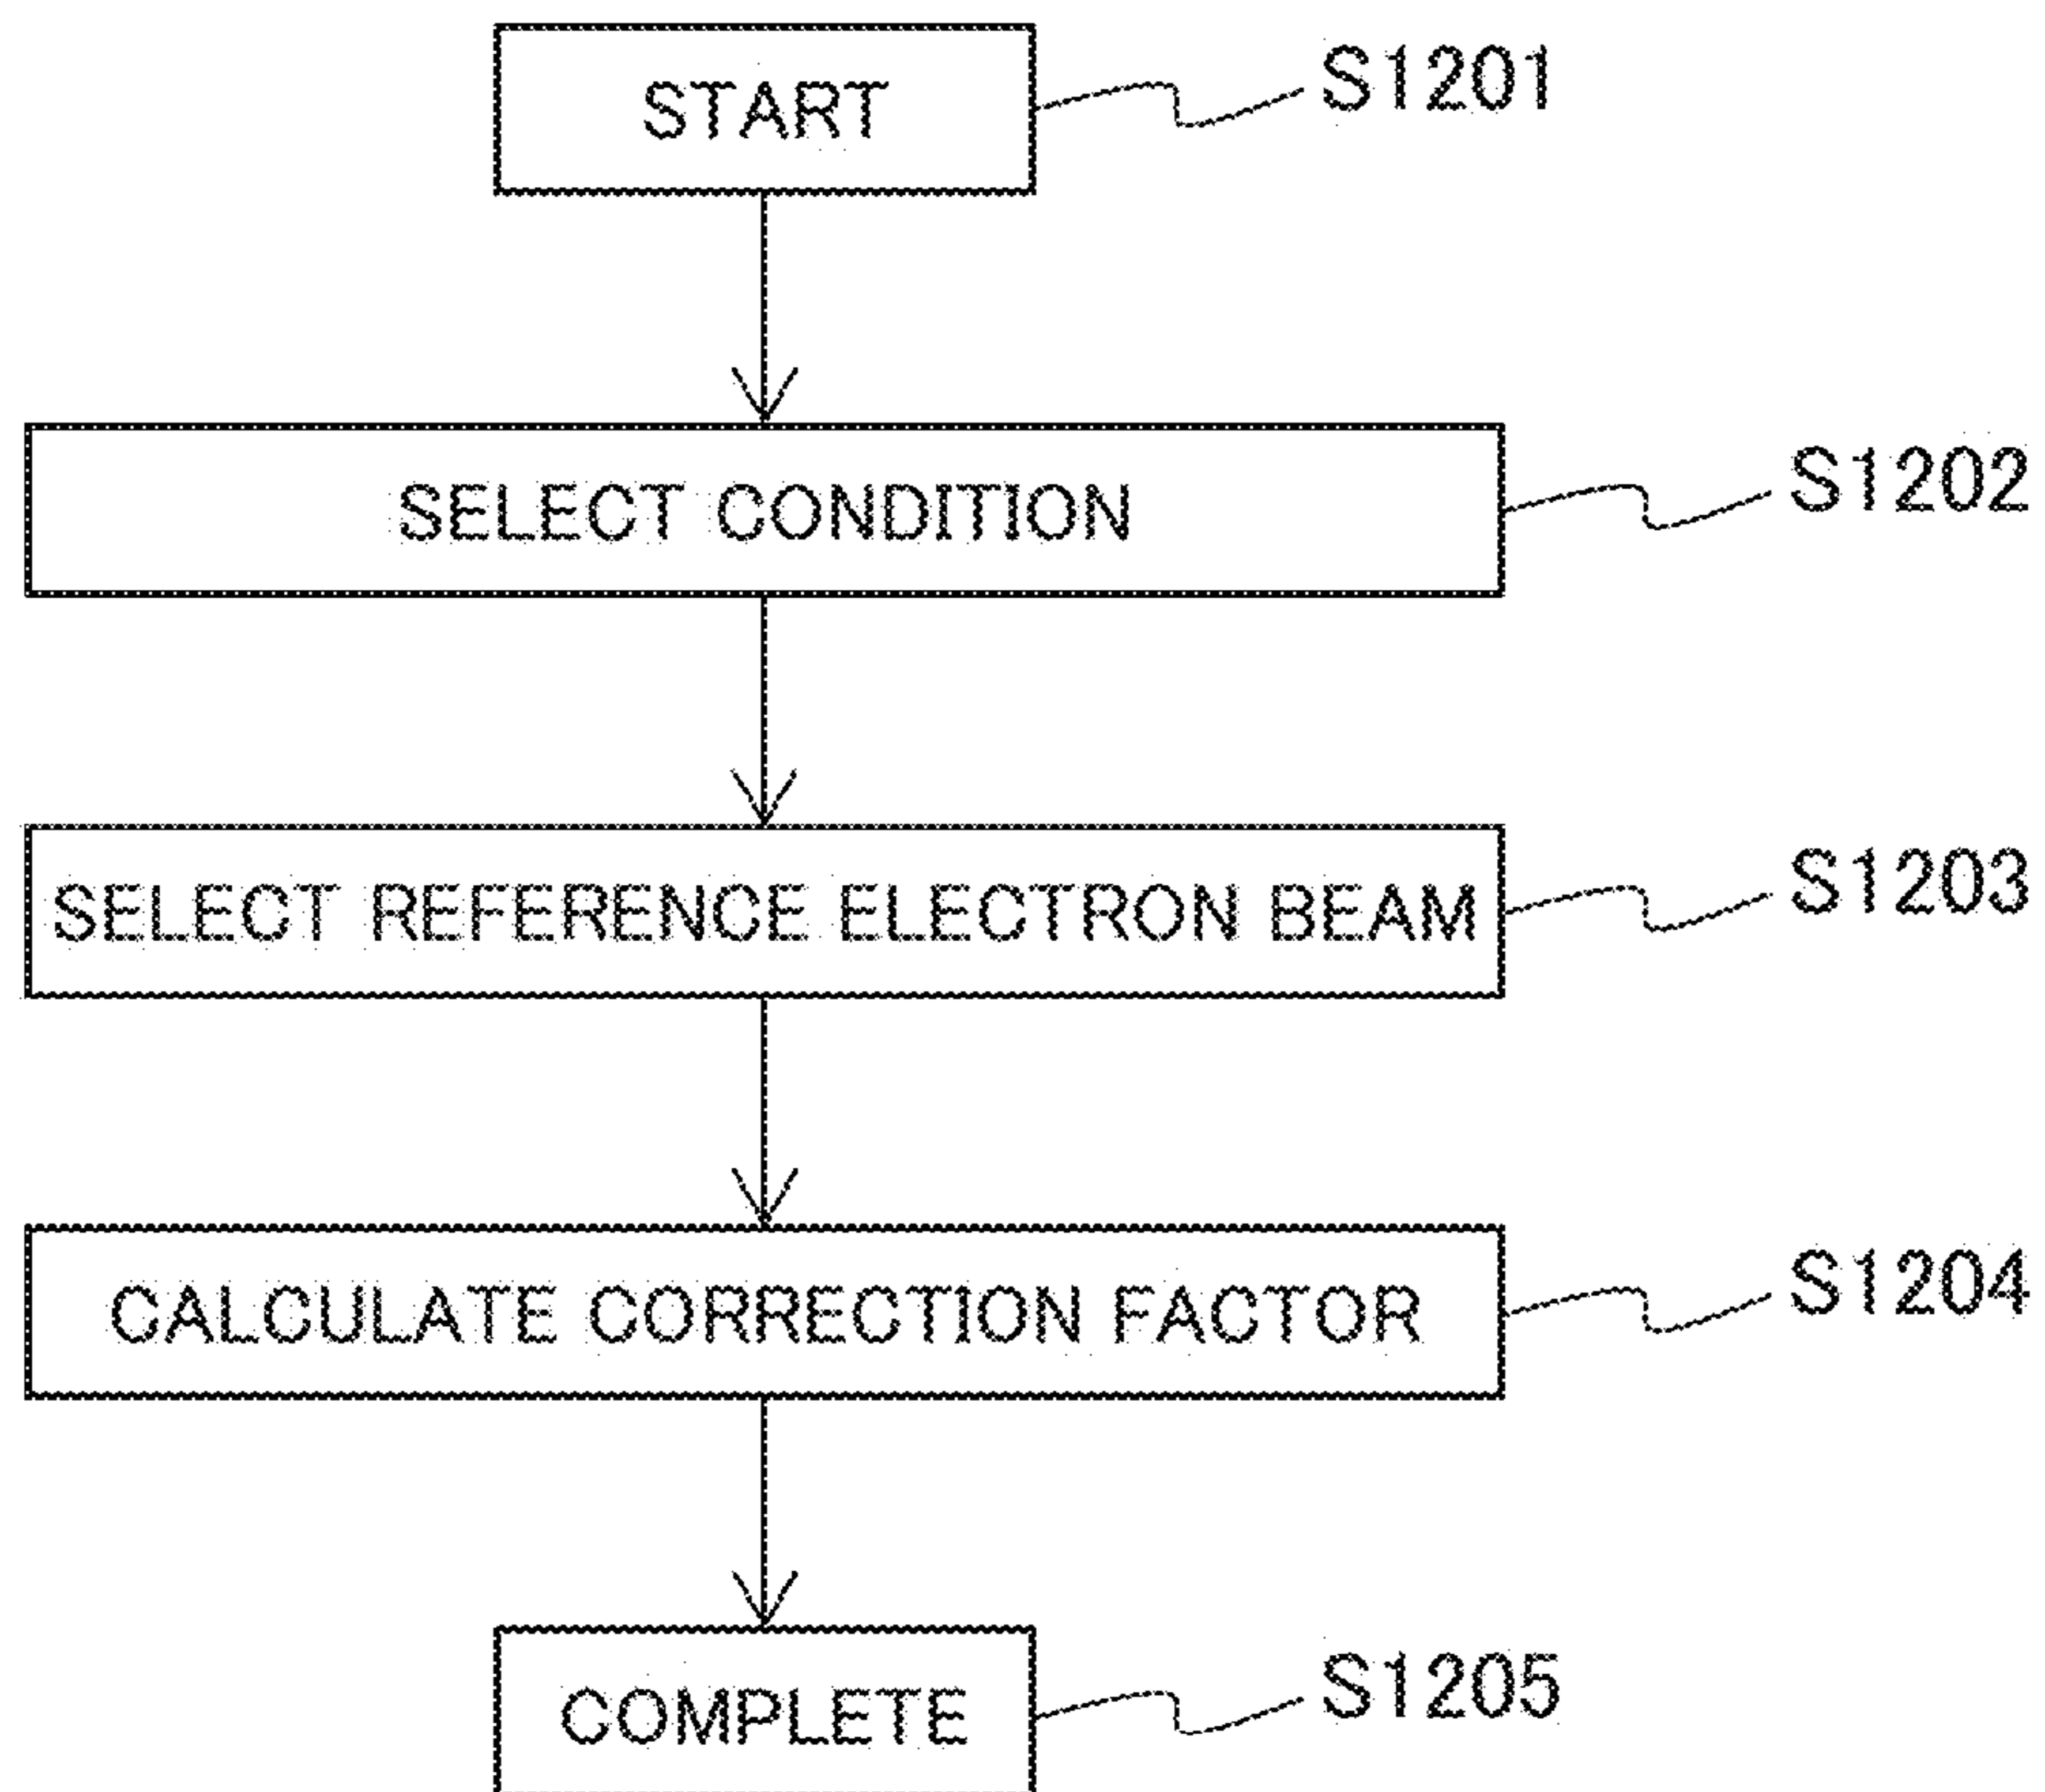 START
S1201
SELECT CONDITION
S1202
SELECT REFERENCE ELECTRON BEAM
S1203
CALCULATE CORRECTION FACTOR
S1204
COMPLETE
S1205